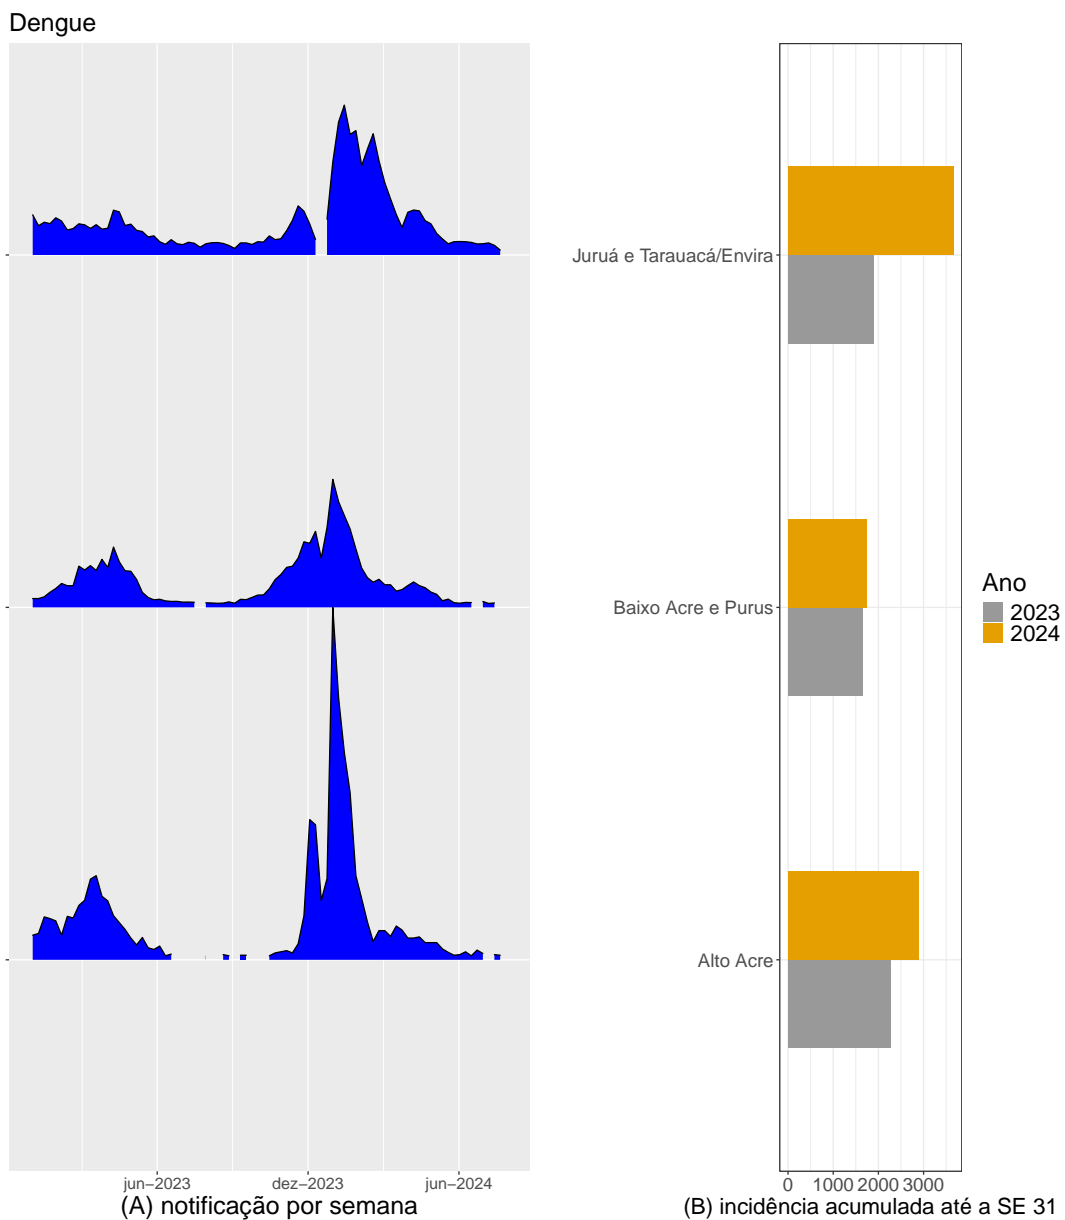 Dengue
Juruá e Tarauacá/Envira
Baixo Acre e Purus
Alto Acre
Ano
2023
2024
jun−2023 dez−2023 jun−2024
(A) notificação por semana
0 1000 2000 3000
(B) incidência acumulada até a SE 31